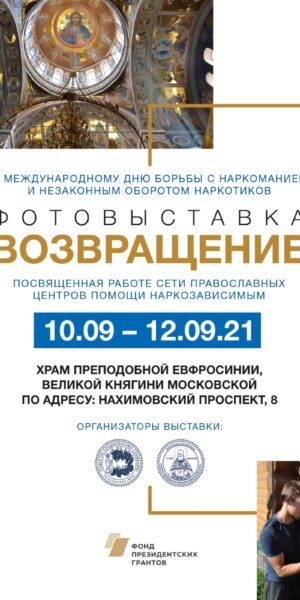 МЕЖДУНАРОДНОМУ ДНЮ БОРЬБЫ С НАРКОМАНИЕ
И НЕЗАКОННЫМ ОБОРОТОМ НАРКОТИКОВ
ФОТОВЫСТАВКА
ВОЗВРАЩЕНИЕ
ПОСВЯЩЕННАЯ РАБОТЕ СЕТИ ПРАВОСЛАВНЫХ
ЦЕНТРОВ ПОМОЩИ НАРКОЗАВИСИМЫМ
10.09 – 12.09.21
ХРАМ ПРЕПОДОБНОЙ ЕВФРОСИНИИ,
ВЕЛИКОЙ КНЯГИНИ МОСКОВСКОЙ
ПО АДРЕСУ: НАХИМОВСКИЙ ПРОСПЕКТ, 8
ОРГАНИЗАТОРЫ ВЫСТАВКИ:
ФОНД
ПРЕЗИДЕНТСКИХ
ГРАНТОВ